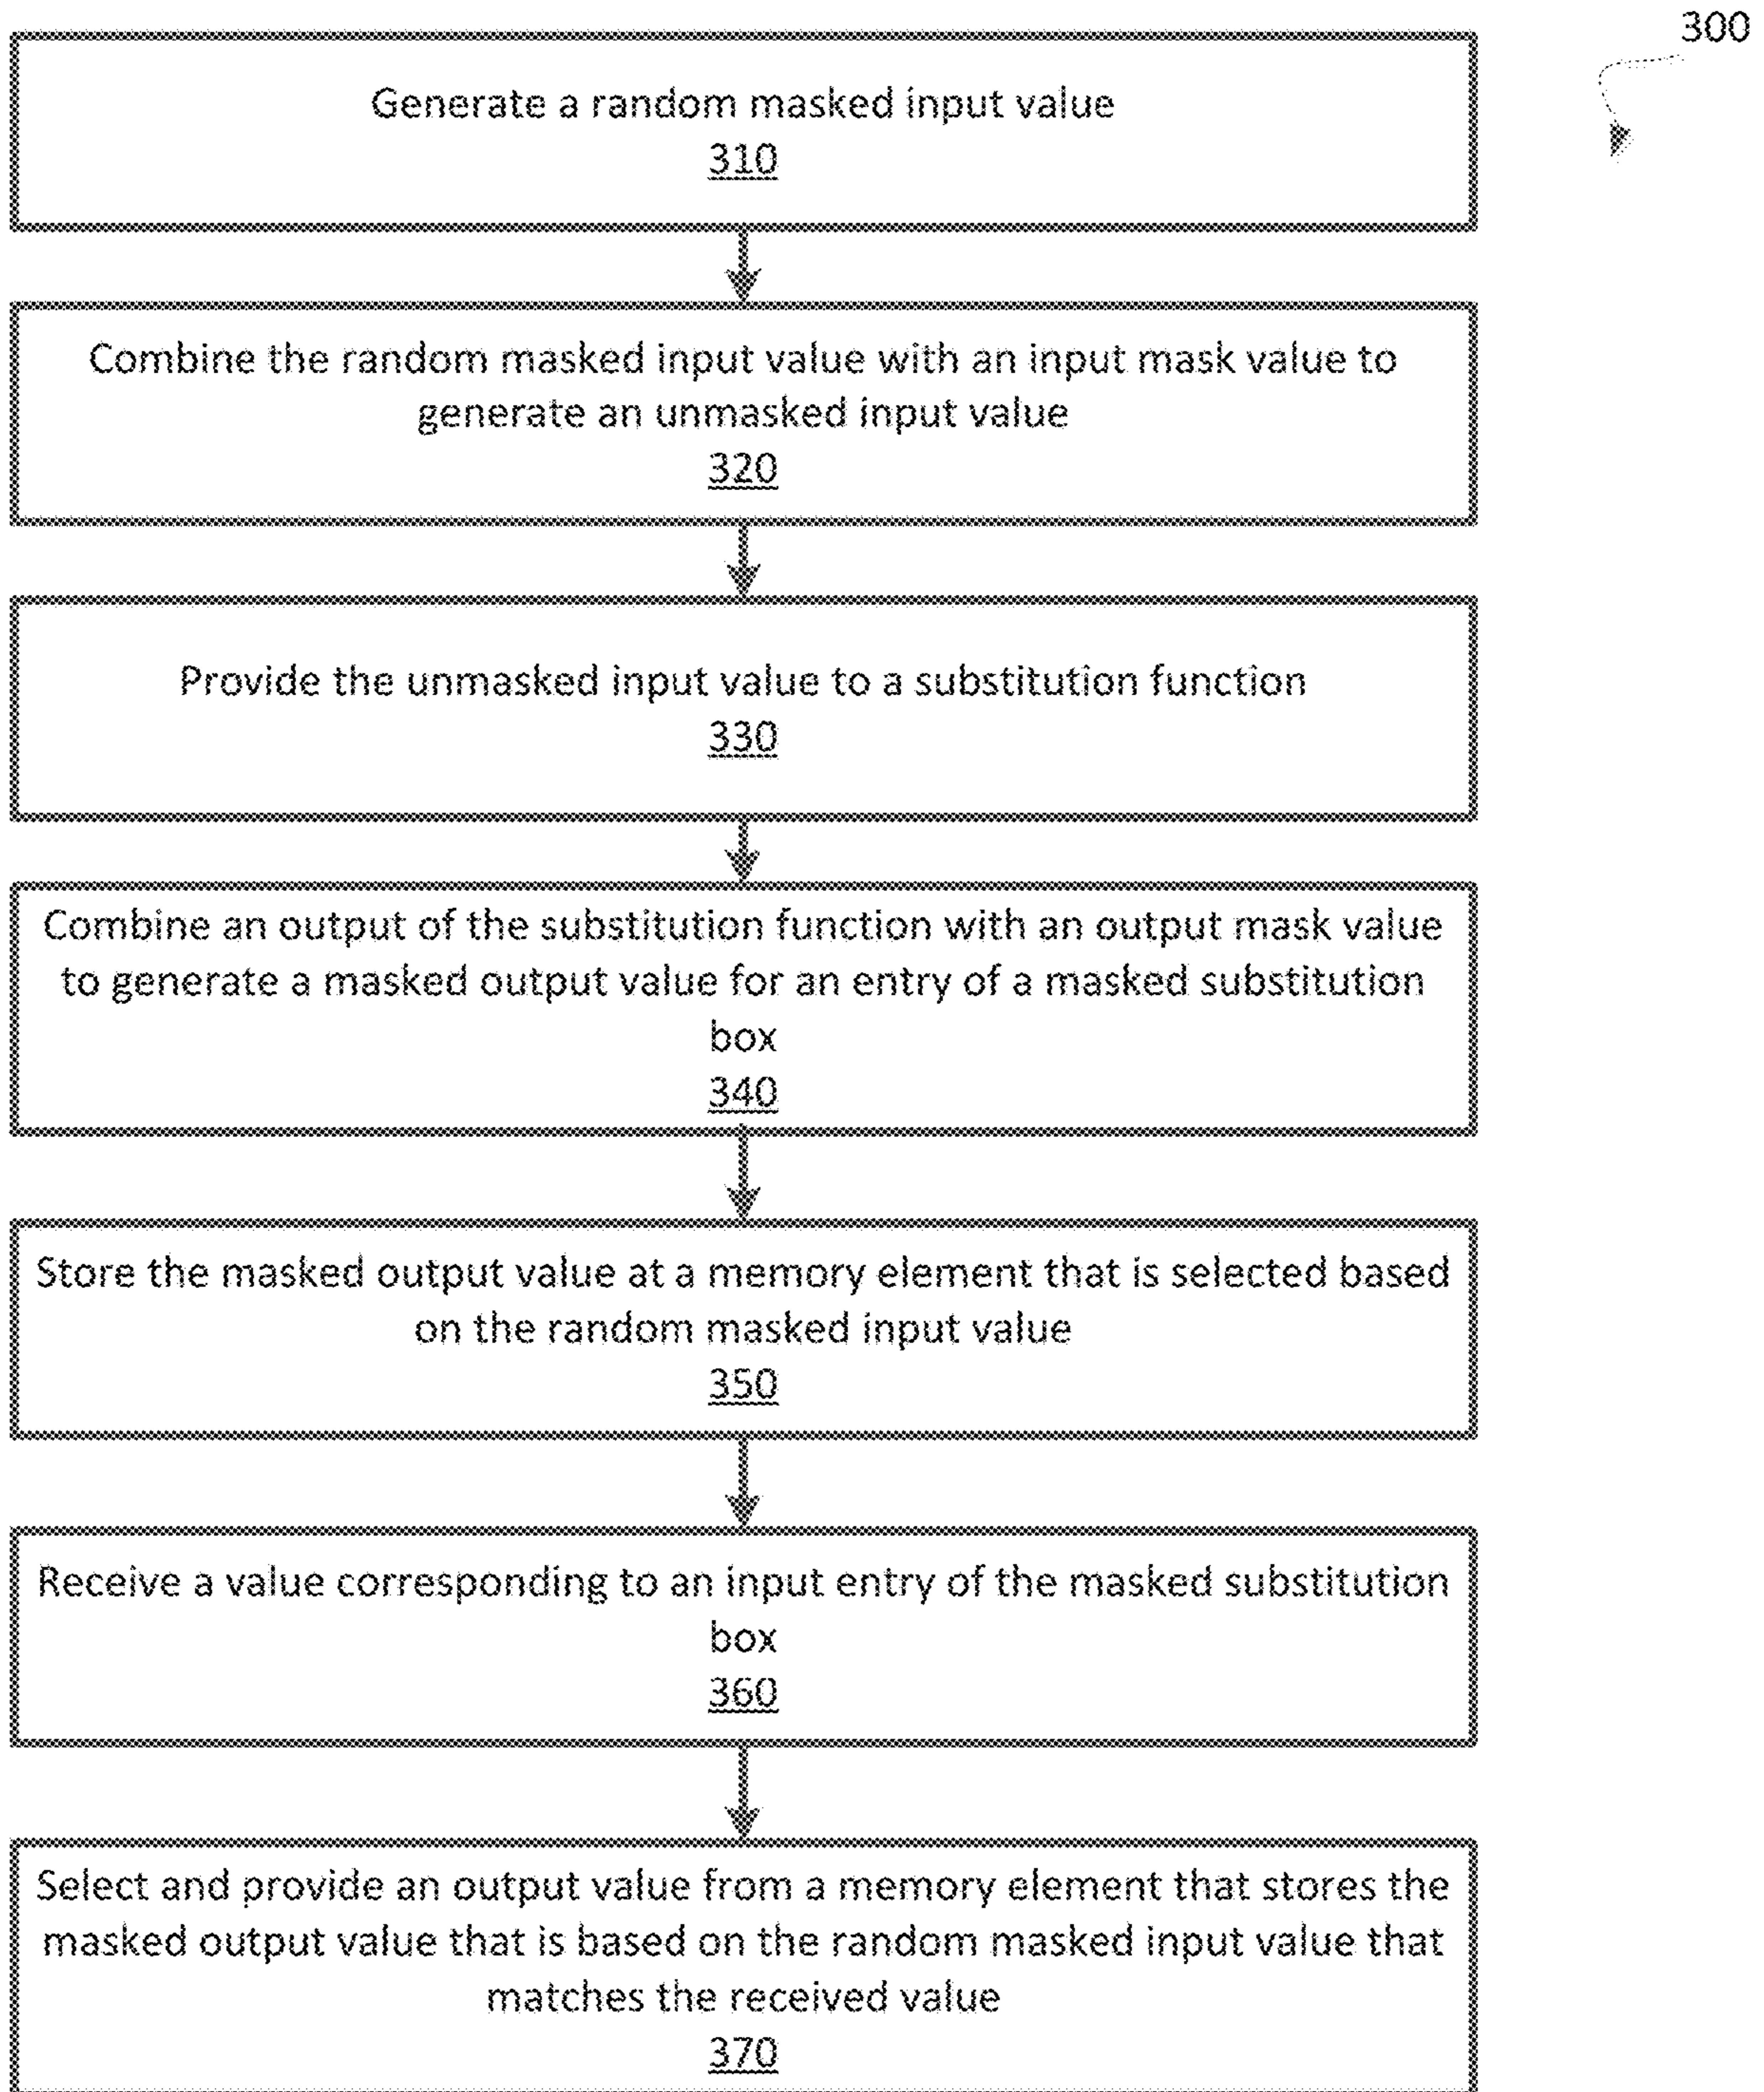 300
Generate a random masked input value
310
Combine the random masked input value with an input mask value to
generate an unmasked input value
320
Provide the unmasked input value to a substitution function
330
Combine an output of the substitution function with an output mask value
to generate a masked output value for an entry of a masked substitution
box
340
Store the masked output value at a memory element that is selected based
on the random masked input value
350
Receive a value corresponding to an input entry of the masked substitution
box
360
Select and provide an output value from a memory element that stores the
masked output value that is based on the random masked input value that
matches the received value
370